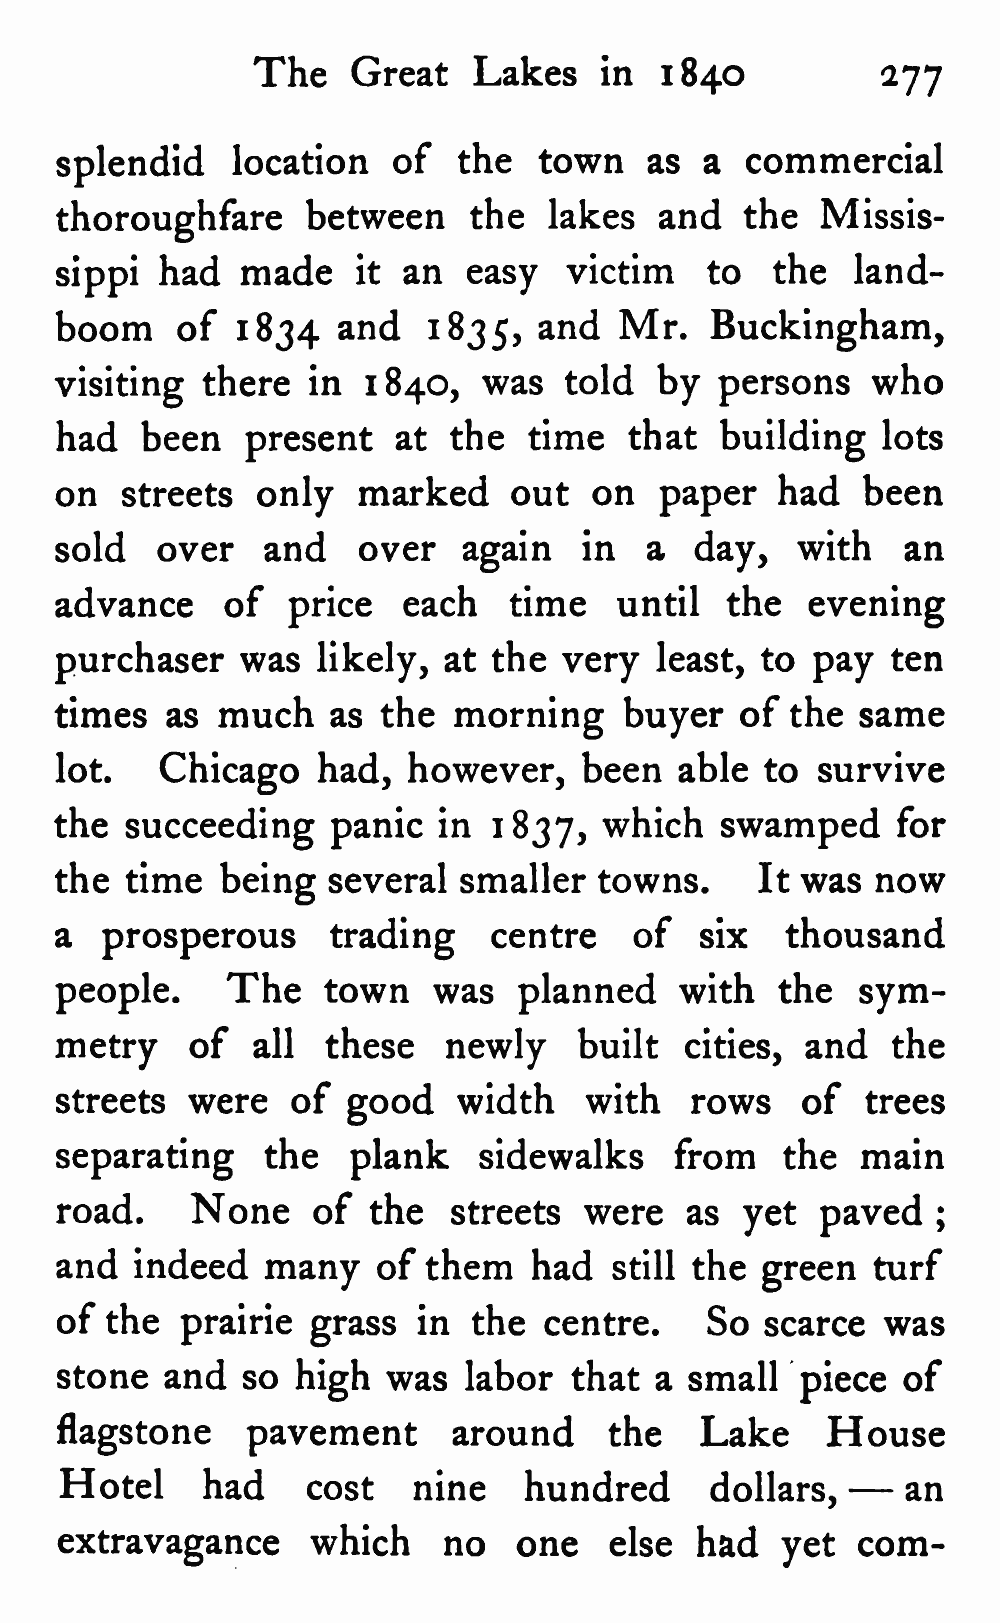 The Great Lakes in 1840 277
splendid location of the town as a commercial
thoroughfare between the lakes and the Missis-
sippi had made it an easy victim to the land-
boom of 1834 and 1835, and Mr. Buckingham,
visiting there in 1840, was told by persons who
had been present at the time that building lots
on streets only marked out on paper had been
sold over and over again in a day, with an
advance of price each time until the evening
purchaser was likely, at the very least, to pay ten
times as much as the morning buyer of the same
lot. Chicago had, however, been able to survive
the succeeding panic in 1837, which swamped for
the time being several smaller towns. It was now
a prosperous trading centre of six thousand
people. The town was planned with the sym-
metry of all these newly built cities, and the
streets were of good width with rows of trees
separating the plank sidewalks from the main
road. None of the streets were as yet paved ;
and indeed many of them had still the green turf
of the prairie grass in the centre. So scarce was
stone and so high was labor that a small piece of
flagstone pavement around the Lake House
Hotel had cost nine hundred dollars, — an
extravagance which no one else had yet com-